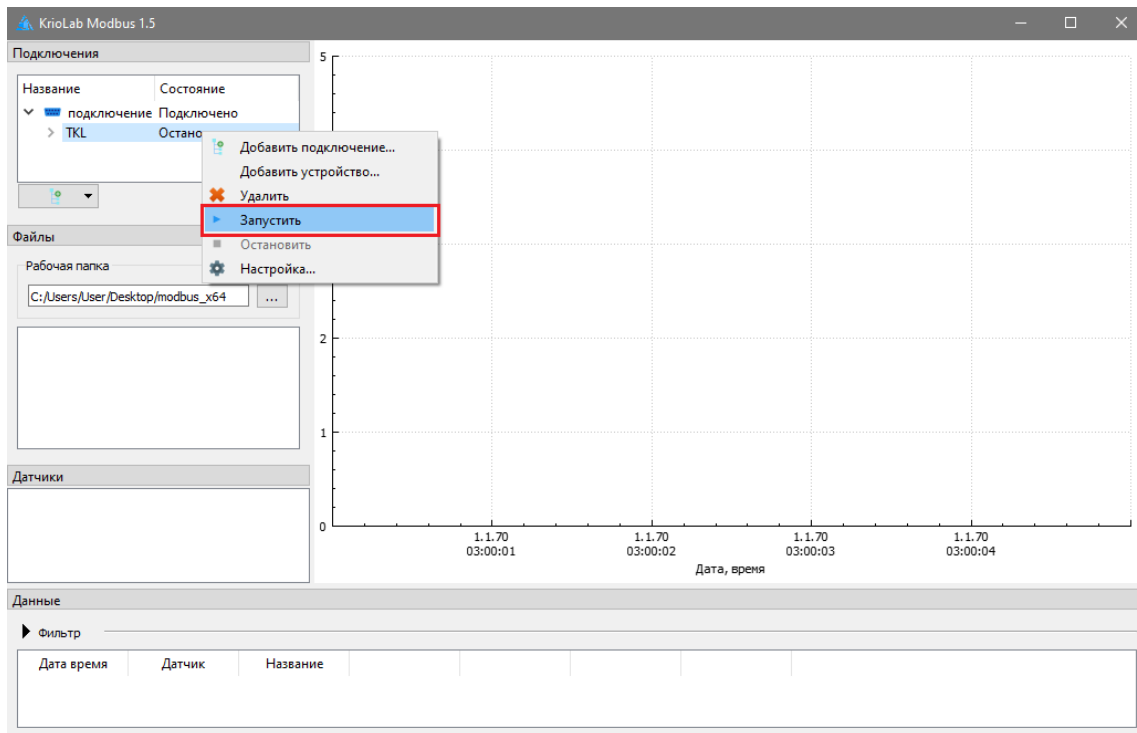 KrioLab Modbus 1.5
Подключения
Название Состояние
подключение Подключено
TKL Остано
Добавить подключение...
Добавить устройство...
Удалить
Запустить
Остановить
Настройка...
Файлы
Рабочая папка
C:/Users/User/Desktop/modbus_x64 ...
Датчики
5
2
1
0
1.1.70 1.1.70 1.1.70 1.1.70
03:00:01 03:00:02 03:00:03 03:00:04
Дата, время
Данные
Фильтр
Дата время Датчик Название